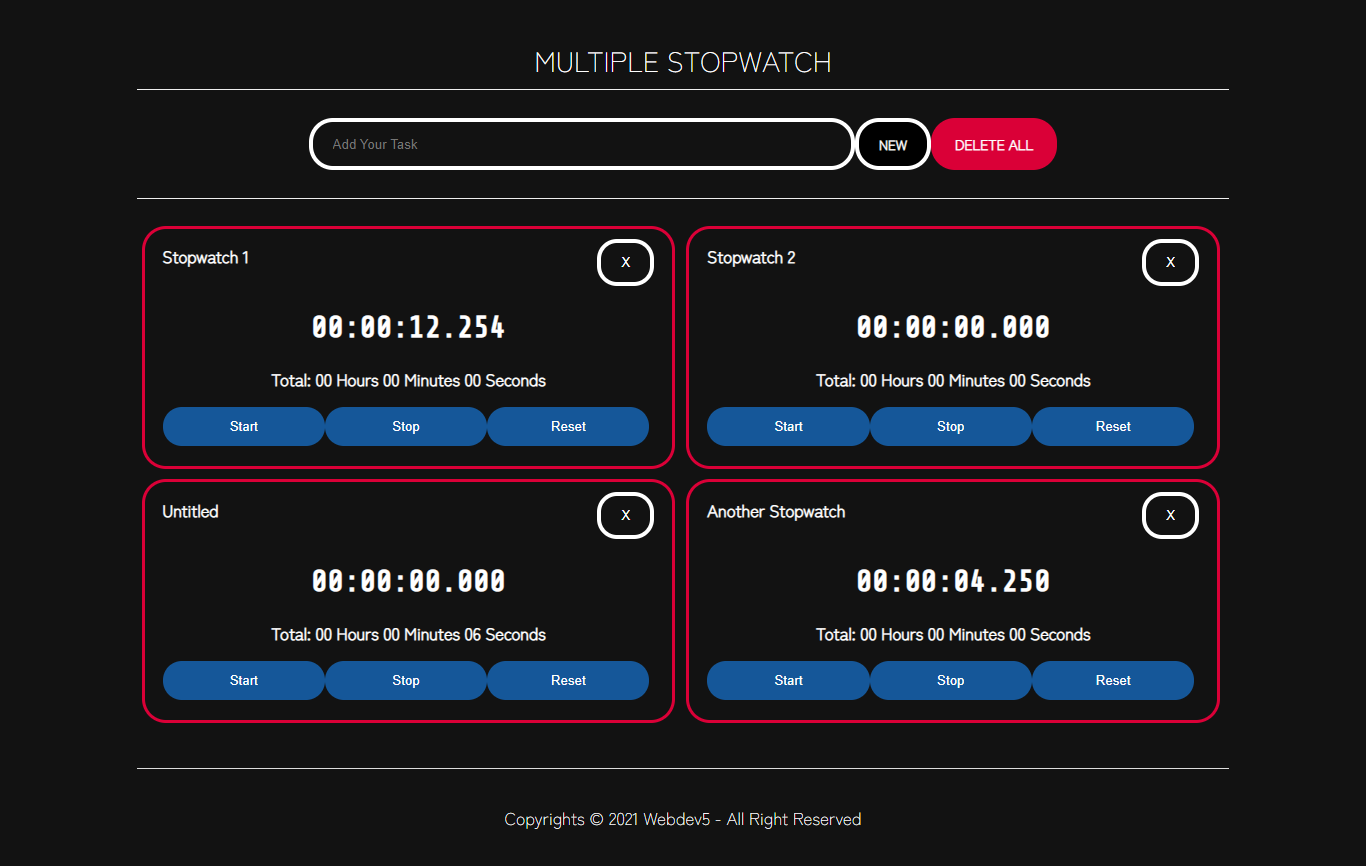 MULTIPLE STOPWATCH
Add Your Task
NEW
DELETE ALL
Stopwatch 1
X
00:00:12.254
Total: 00 Hours 00 Minutes 00 Seconds
Start
Stop
Reset
Stopwatch 2
X
00:00:00.000
Total: 00 Hours 00 Minutes 00 Seconds
Start
Stop
Reset
Untitled
X
00:00:00.000
Total: 00 Hours 00 Minutes 06 Seconds
Start
Stop
Reset
Another Stopwatch
X
00:00:04.250
Total: 00 Hours 00 Minutes 00 Seconds
Start
Stop
Reset
Copyrights © 2021 Webdev5 - All Right Reserved